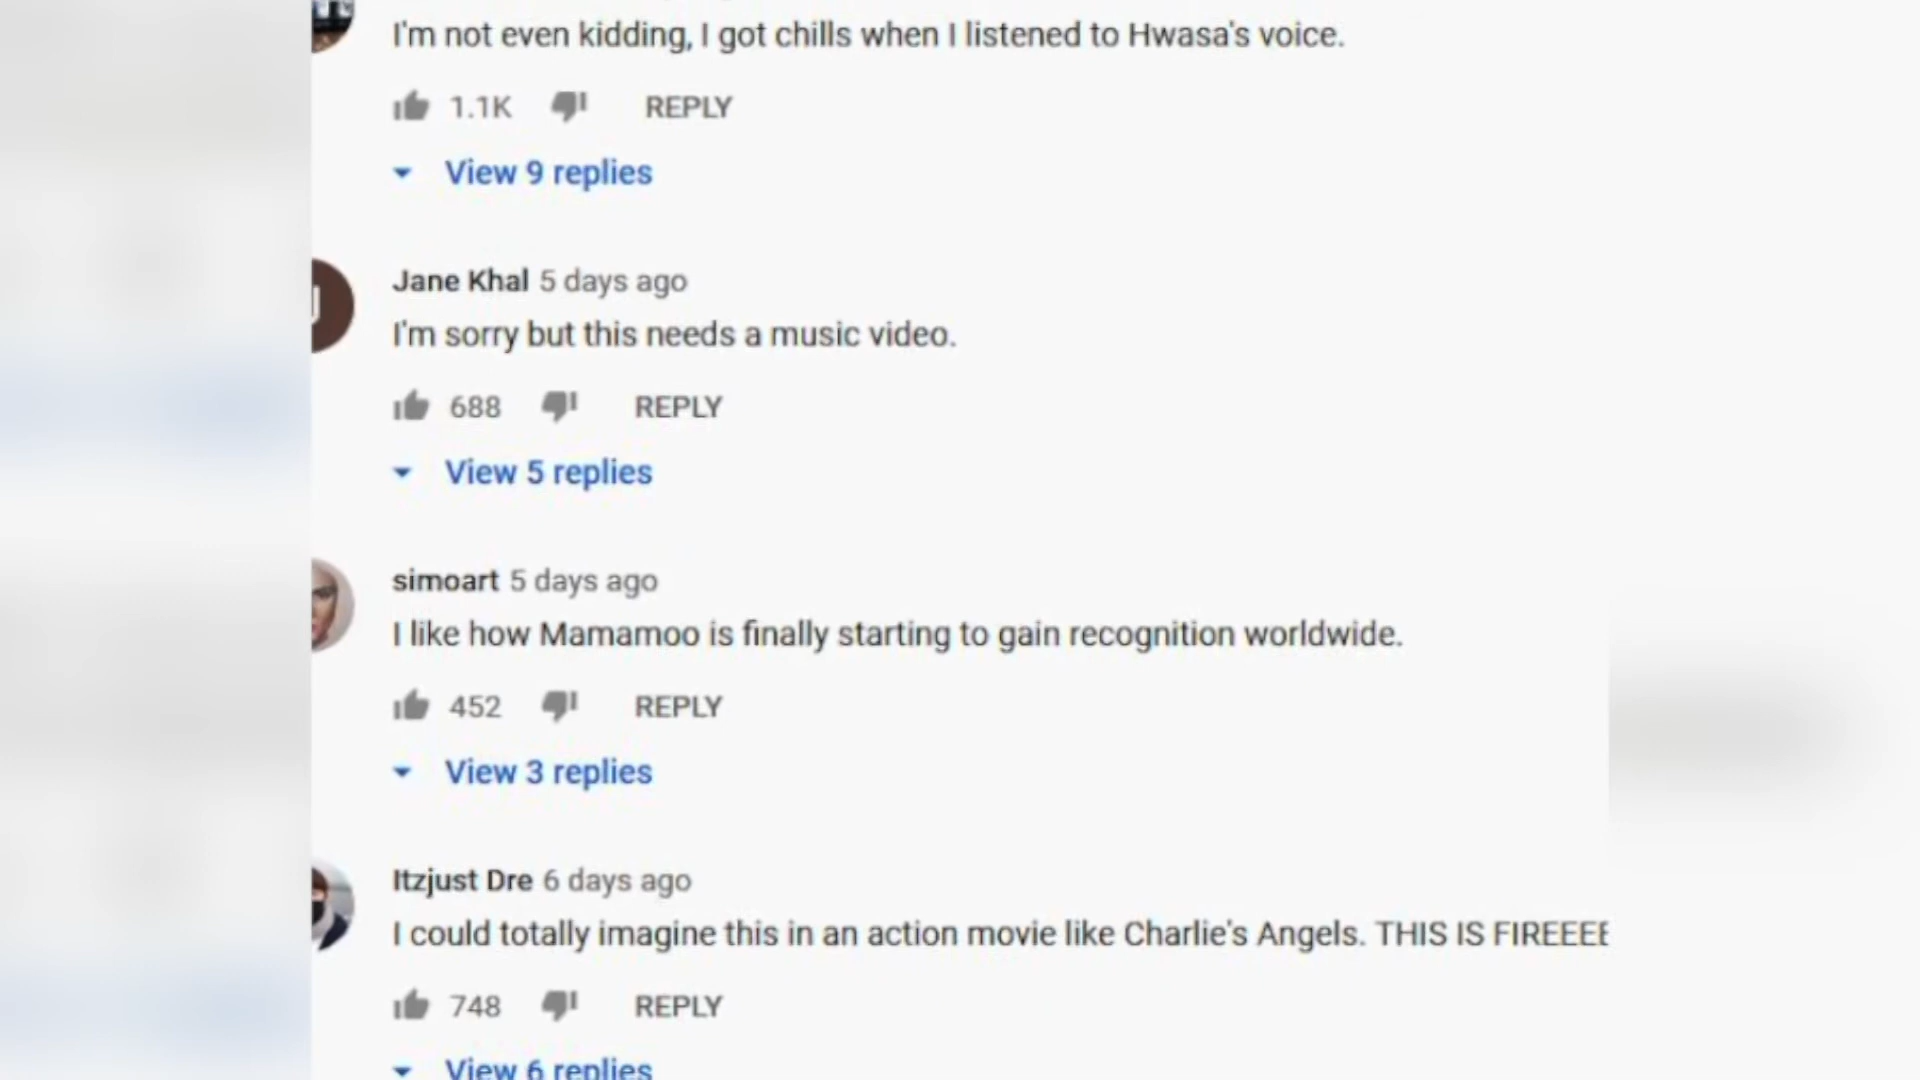 I'm not even kidding, I got chills when I listened to Hwasa's voice.
1.1K REPLY
View 9 replies
J
Jane Khal 5 days ago
I'm sorry but this needs a music video.
688 REPLY
View 5 replies
simoart 5 days ago
I like how Mamamoo is finally starting to gain recognition worldwide.
452 REPLY
View 3 replies
Itzjust Dre 6 days ago
I could totally imagine this in an action movie like Charlie's Angels. THIS IS FIREEEE
748 REPLY
View 6 replies